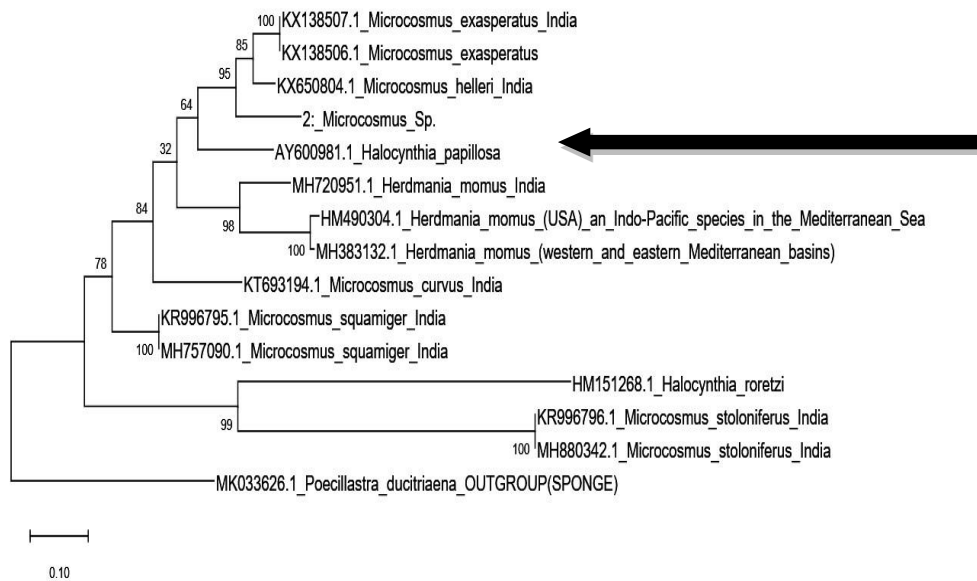 100
KX138507.1_Microcosmus_exasperatus_India
85
KX138506.1_Microcosmus_exasperatus
95
KX650804.1_Microcosmus_helleri_India
64
2:_Microcosmus_Sp.
32
AY600981.1_Halocynthia_papillosa
MH720951.1_Herdmania_momus_India
84
98
HM490304.1_Herdmania_momus_(USA)_an_Indo-Pacific_species_in_the_Mediterranean_Sea
100
MH383132.1_Herdmania_momus_(western_and_eastern_Mediterranean_basins)
78
KT693194.1_Microcosmus_curvus_India
KR996795.1_Microcosmus_squamiger_India
100
MH757090.1_Microcosmus_squamiger_India
HM151268.1_Halocynthia_roretzi
99
KR996796.1_Microcosmus_stoloniferus_India
100
MH880342.1_Microcosmus_stoloniferus_India
MK033626.1_Poecillastra_ducitriaena_OUTGROUP(SPONGE)
0.10